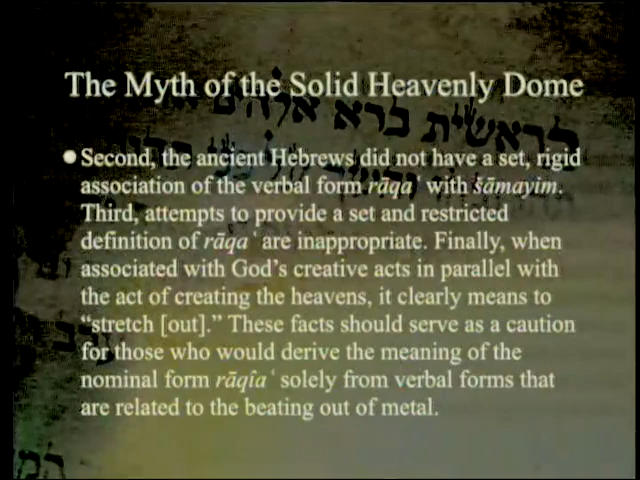 The Myth of the Solid Heavenly Dome
בראשית ברא אלהים
• Second, the ancient Hebrews did not have a set, rigid
association of the verbal form rāqaʿ with šāmayim.
Third, attempts to provide a set and restricted
definition of rāqaʿ are inappropriate. Finally, when
associated with God’s creative acts in parallel with
the act of creating the heavens, it clearly means to
“stretch [out].” These facts should serve as a caution
for those who would derive the meaning of the
nominal form rāqîaʿ solely from verbal forms that
are related to the beating out of metal.